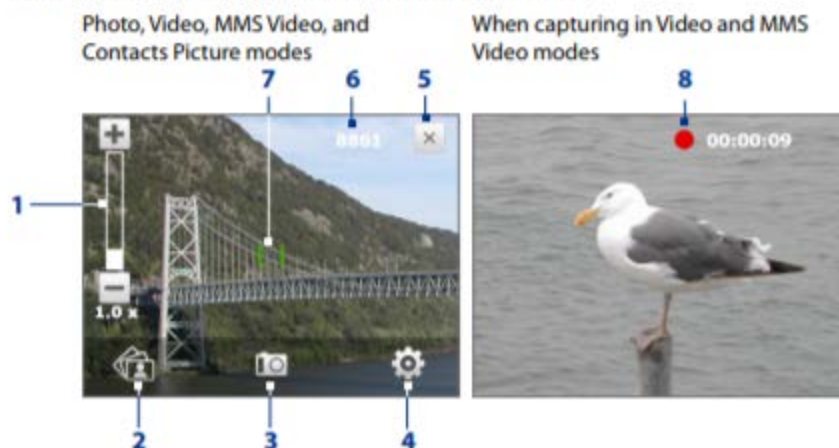 Photo, Video, MMS Video, and
Contacts Picture modes
When capturing in Video and MMS
Video modes
7
6
5
8
8801
00:00:09
1
1.0 x
2
3
4